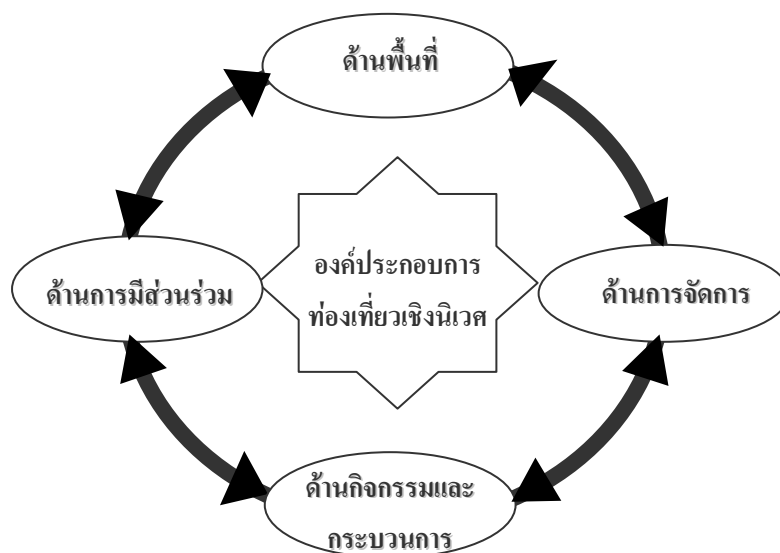 ด้านพื้นที่
องค์ประกอบการ
ท่องเที่ยวเชิงนิเวศ
ด้านการมีส่วนร่วม
ด้านการจัดการ
ด้านกิจกรรมและ
กระบวนการ